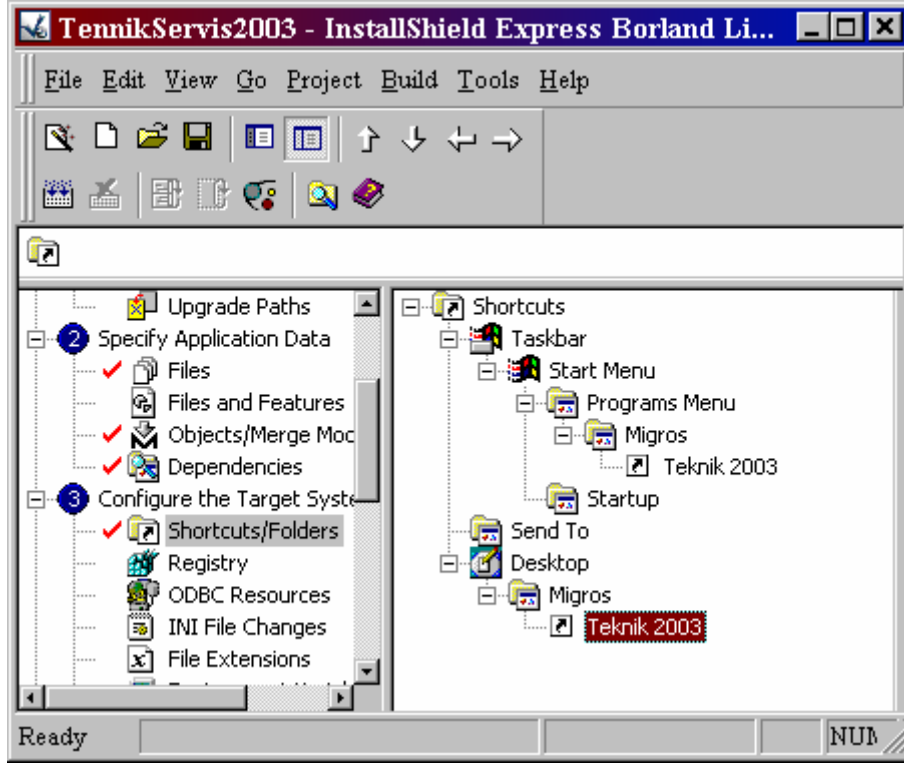 TennikServis2003 - InstallShield Express Borland Li...
File Edit View Go Project Build Tools Help
Upgrade Paths
2 Specify Application Data
Files
Files and Features
Objects/Merge Moc
Dependencies
3 Configure the Target Syste
Shortcuts/Folders
Registry
ODBC Resources
INI File Changes
File Extensions
Shortcuts
Taskbar
Start Menu
Programs Menu
Migros
Teknik 2003
Startup
Send To
Desktop
Migros
Teknik 2003
Ready
NUM